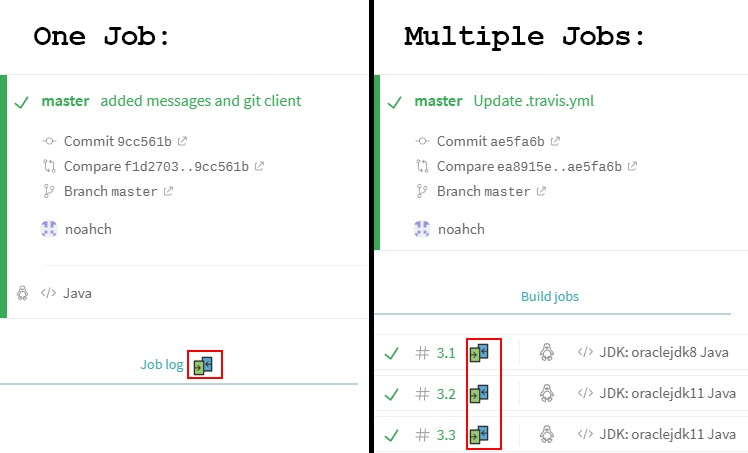 One Job:
master added messages and git client
Commit 9cc561b
Compare f1d2703..9cc561b
Branch master
noahch
</> Java
Job log
Multiple Jobs:
master Update .travis.yml
Commit ae5fa6b
Compare ea8915e..ae5fa6b
Branch master
noahch
Build jobs
# 3.1 </> JDK: oraclejdk8 Java
# 3.2 </> JDK: oraclejdk11 Java
# 3.3 </> JDK: oraclejdk11 Java